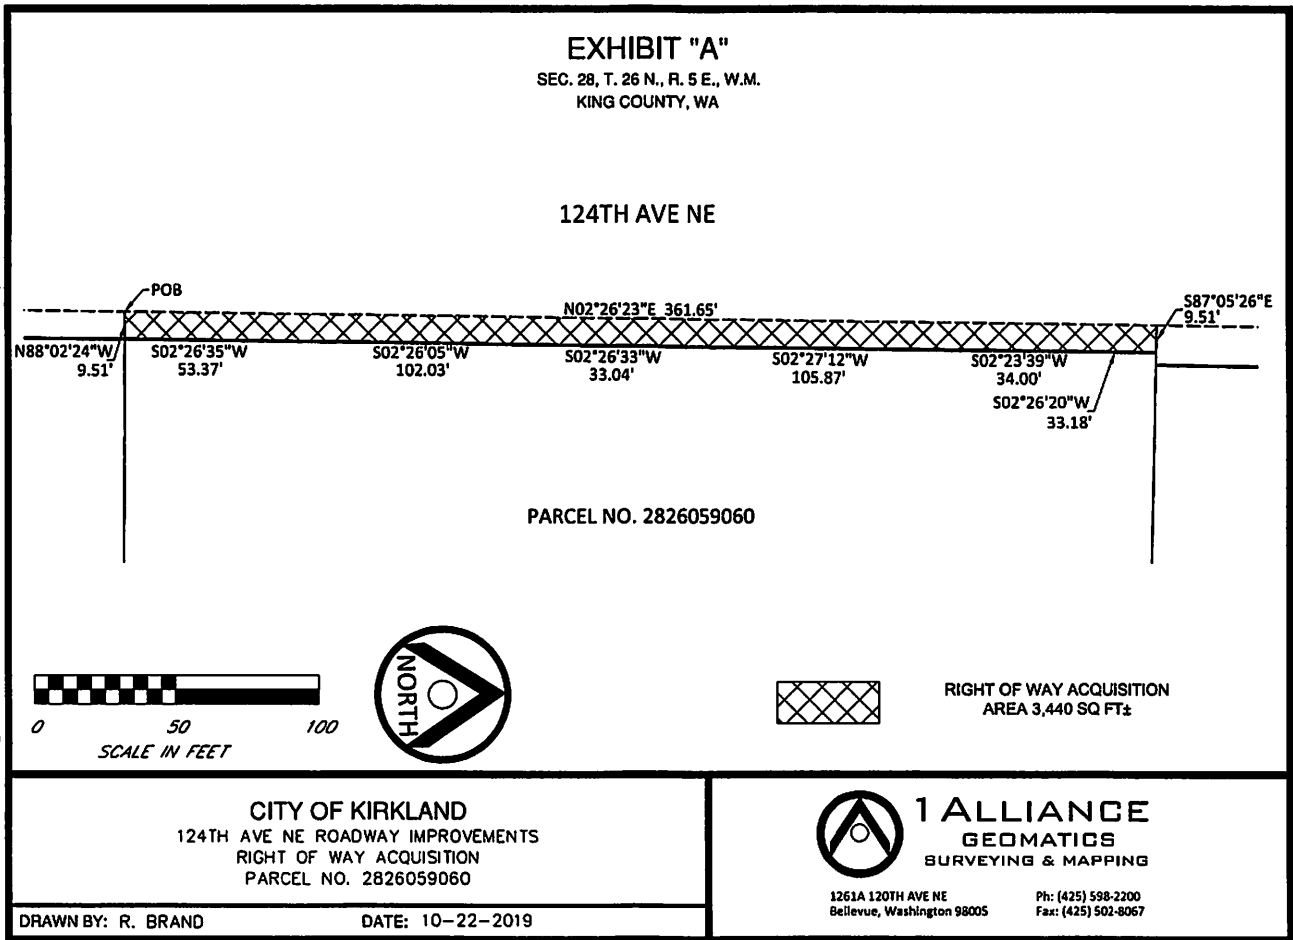 EXHIBIT "A"
SEC. 28, T. 26 N., R. 5 E., W.M.
KING COUNTY, WA
124TH AVE NE
POB
N02°26'23"E 361.65'
S87°05'26"E
9.51'
N88°02'24"W
9.51'
S02°26'35"W
53.37'
S02°26'05"W
102.03'
S02°26'33"W
33.04'
S02°27'12"W
105.87'
S02°23'39"W
34.00'
S02°26'20"W
33.18'
PARCEL NO. 2826059060
0 50 100
SCALE IN FEET
NORTH
RIGHT OF WAY ACQUISITION
AREA 3,440 SQ FT±
CITY OF KIRKLAND
124TH AVE NE ROADWAY IMPROVEMENTS
RIGHT OF WAY ACQUISITION
PARCEL NO. 2826059060
DRAWN BY: R. BRAND DATE: 10-22-2019
1 ALLIANCE
GEOMATICS
SURVEYING & MAPPING
1261A 120TH AVE NE Ph: (425) 598-2200
Bellevue, Washington 98005 Fax: (425) 502-8067